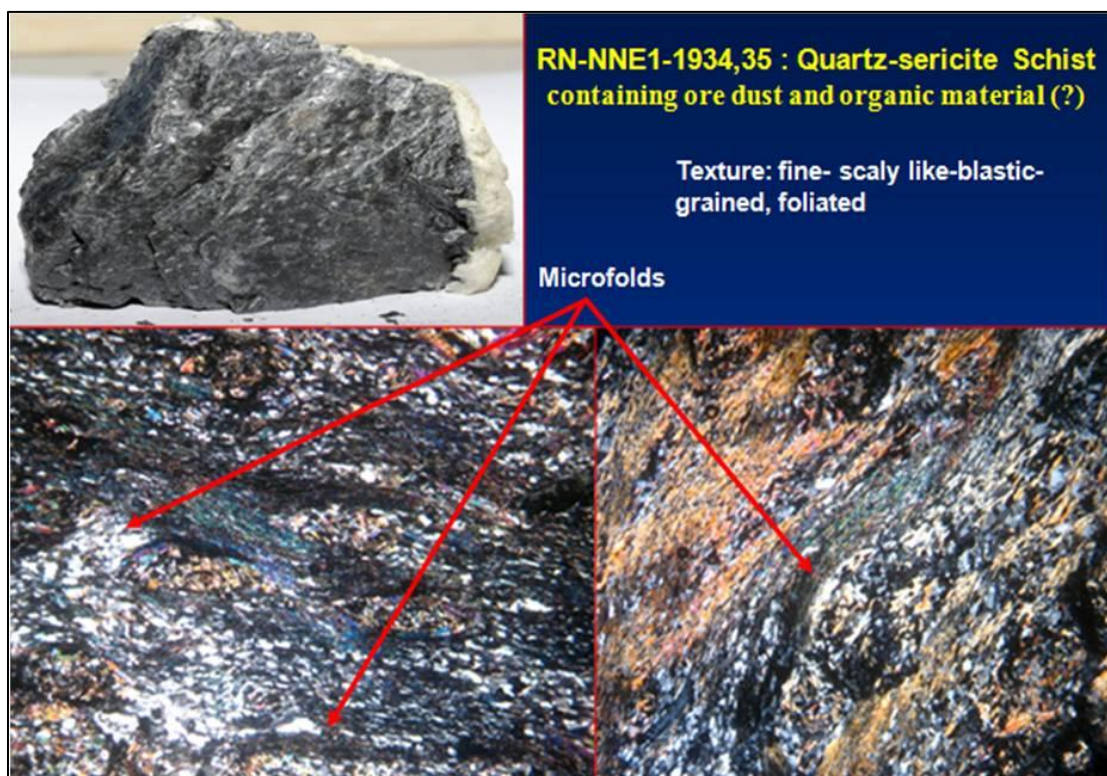 RN-NNE1-1934,35 : Quartz-sericite Schist
containing ore dust and organic material (?)
Texture: fine- scaly like-blastic-
grained, foliated
Microfolds